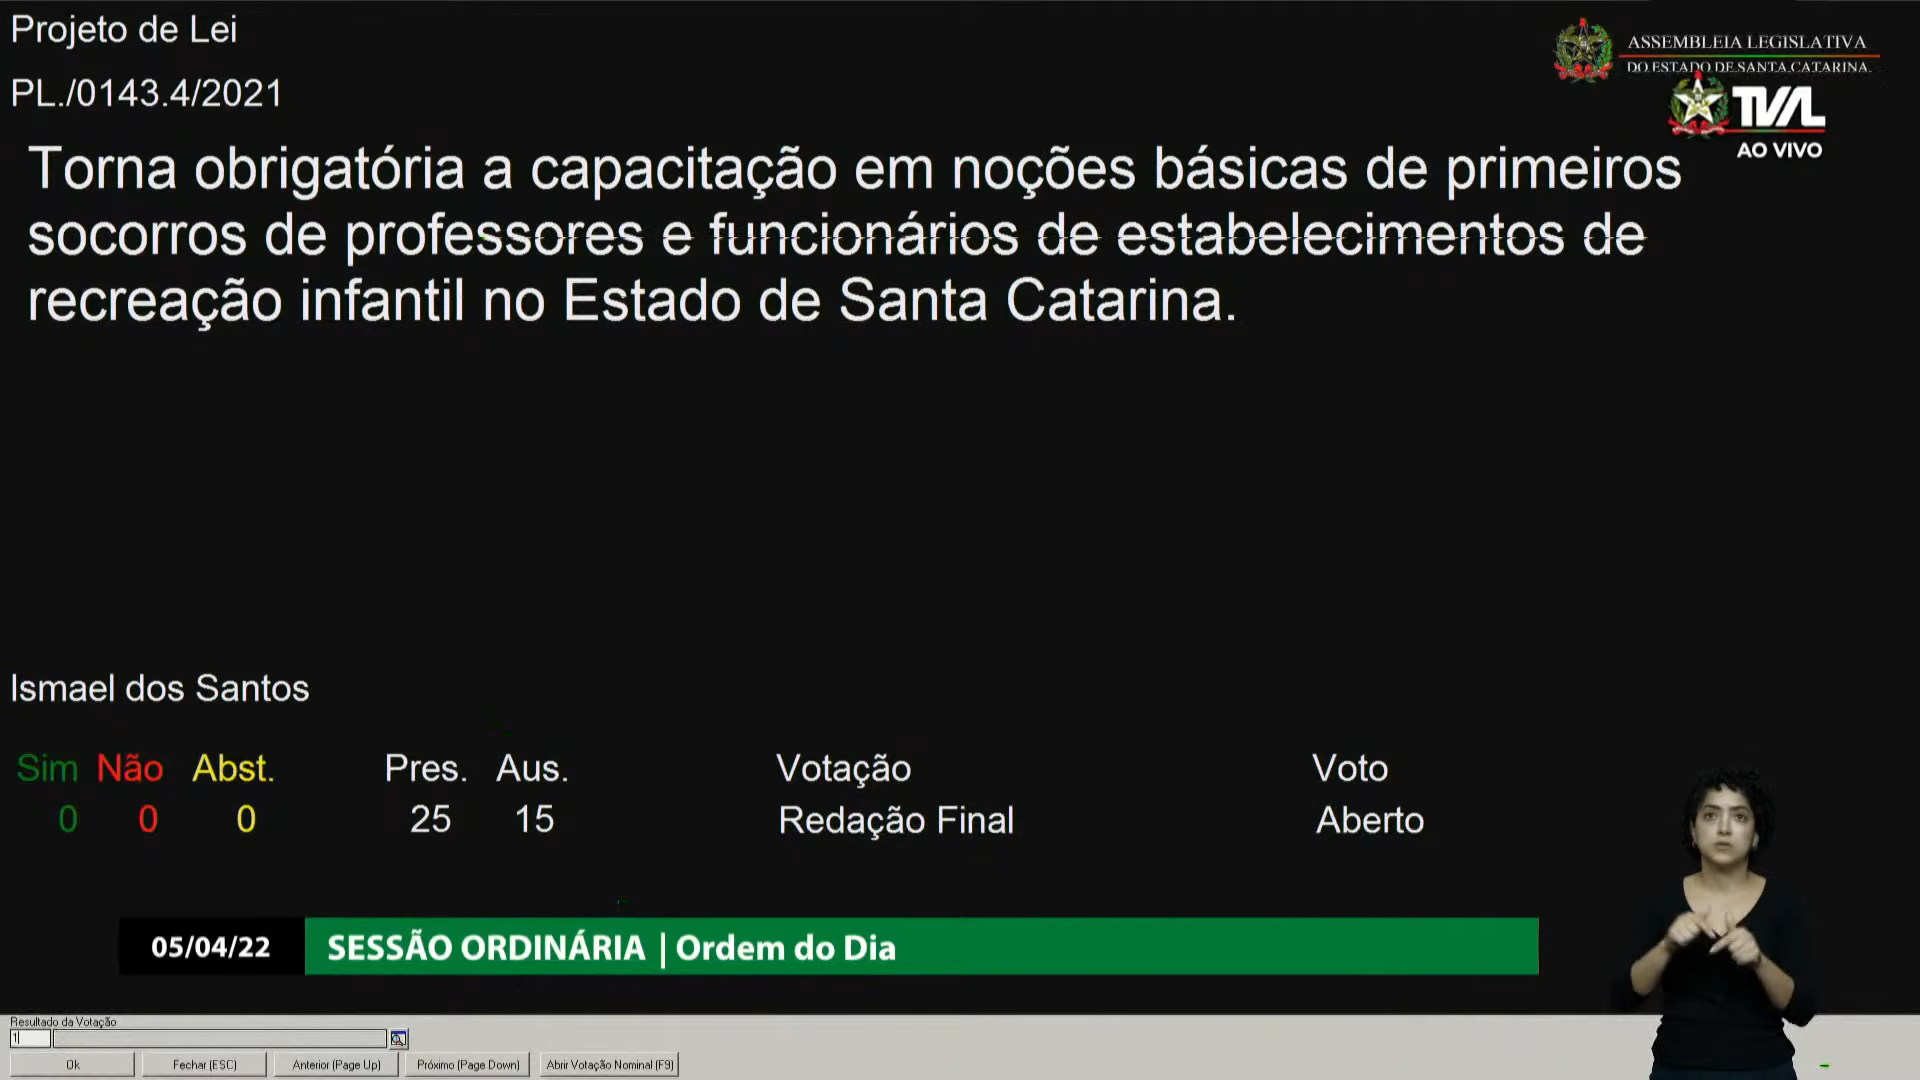 Projeto de Lei
PL./0143.4/2021
ASSEMBLEIA LEGISLATIVA
DO ESTADO DE SANTA CATARINA
TVAL
AO VIVO
Torna obrigatória a capacitação em noções básicas de primeiros
socorros de professores e funcionários de estabelecimentos de
recreação infantil no Estado de Santa Catarina.
Ismael dos Santos
Sim Não Abst. Pres. Aus. Votação Voto
0 0 0 25 15 Redação Final Aberto
05/04/22 SESSÃO ORDINÁRIA | Ordem do Dia
Resultado da Votação
1
Ok Fechar (ESC) Anterior (Page Up) Próximo (Page Down) Abrir Votação Nominal (F9)